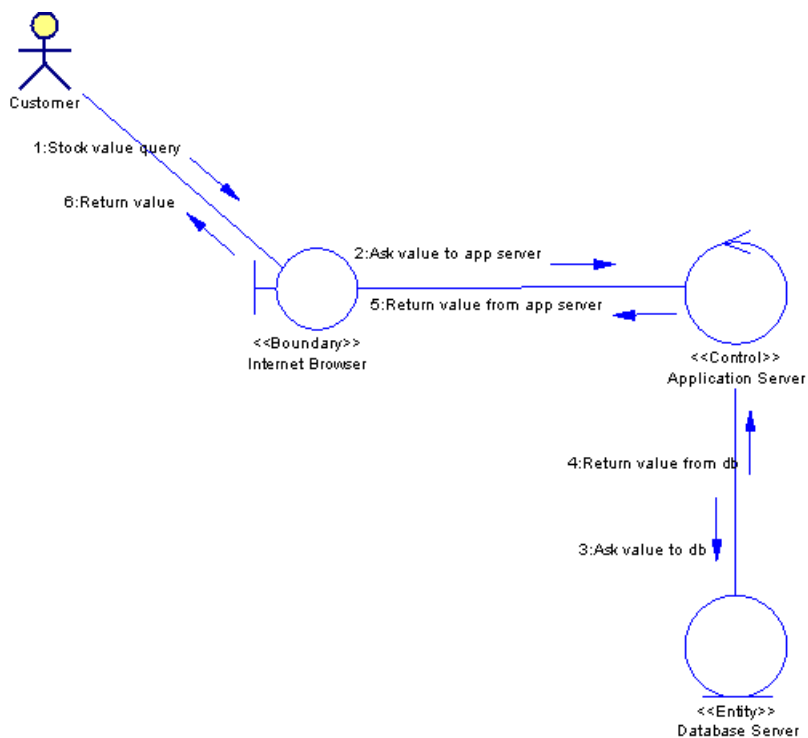 Customer
1:Stock value query
6:Return value
2:Ask value to app server
5:Return value from app server
<<Boundary>>
Internet Browser
<<Control>>
Application Server
4:Return value from db
3:Ask value to db
<<Entity>>
Database Server